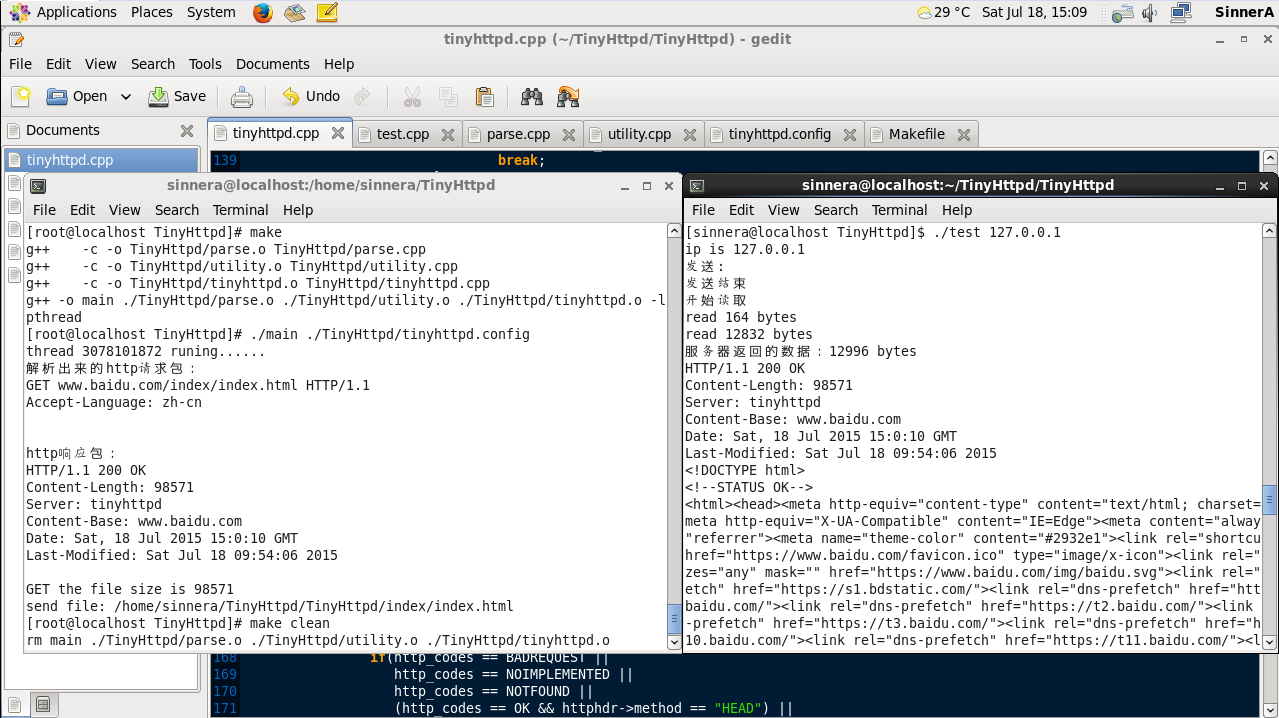 Applications Places System 29 °C Sat Jul 18, 15:09 SinnerA
tinyhttpd.cpp (~/TinyHttpd/TinyHttpd) - gedit
File Edit View Search Tools Documents Help
Open Save Undo
Documents
tinyhttpd.cpp test.cpp parse.cpp utility.cpp tinyhttpd.config Makefile
tinyhttpd.cpp
139 break;
sinnera@localhost:/home/sinnera/TinyHttpd
File Edit View Search Terminal Help
[root@localhost TinyHttpd]# make
g++    -c -o TinyHttpd/parse.o TinyHttpd/parse.cpp
g++    -c -o TinyHttpd/utility.o TinyHttpd/utility.cpp
g++    -c -o TinyHttpd/tinyhttpd.o TinyHttpd/tinyhttpd.cpp
g++ -o main ./TinyHttpd/parse.o ./TinyHttpd/utility.o ./TinyHttpd/tinyhttpd.o -l
pthread
[root@localhost TinyHttpd]# ./main ./TinyHttpd/tinyhttpd.config
thread 3078101872 runing......
解析出来的http请求包：
GET www.baidu.com/index/index.html HTTP/1.1
Accept-Language: zh-cn
http响应包：
HTTP/1.1 200 OK
Content-Length: 98571
Server: tinyhttpd
Content-Base: www.baidu.com
Date: Sat, 18 Jul 2015 15:0:10 GMT
Last-Modified: Sat Jul 18 09:54:06 2015
GET the file size is 98571
send file: /home/sinnera/TinyHttpd/TinyHttpd/index/index.html
[root@localhost TinyHttpd]# make clean
rm main ./TinyHttpd/parse.o ./TinyHttpd/utility.o ./TinyHttpd/tinyhttpd.o
sinnera@localhost:~/TinyHttpd/TinyHttpd
File Edit View Search Terminal Help
[sinnera@localhost TinyHttpd]$ ./test 127.0.0.1
ip is 127.0.0.1
发送：
发送结束
开始读取
read 164 bytes
read 12832 bytes
服务器返回的数据：12996 bytes
HTTP/1.1 200 OK
Content-Length: 98571
Server: tinyhttpd
Content-Base: www.baidu.com
Date: Sat, 18 Jul 2015 15:0:10 GMT
Last-Modified: Sat Jul 18 09:54:06 2015
<!DOCTYPE html>
<!--STATUS OK-->
<html><head><meta http-equiv="content-type" content="text/html; charset=
meta http-equiv="X-UA-Compatible" content="IE=Edge"><meta content="alway
"referrer"><meta name="theme-color" content="#2932e1"><link rel="shortcu
href="https://www.baidu.com/favicon.ico" type="image/x-icon"><link rel="
zes="any" mask="" href="https://www.baidu.com/img/baidu.svg"><link rel="
etch" href="https://s1.bdstatic.com/"><link rel="dns-prefetch" href="htt
baidu.com/"><link rel="dns-prefetch" href="https://t2.baidu.com/"><link 
-prefetch" href="https://t3.baidu.com/"><link rel="dns-prefetch" href="h
10.baidu.com/"><link rel="dns-prefetch" href="https://t11.baidu.com/"><l
168 if(http_codes == BADREQUEST ||
169 http_codes == NOIMPLEMENTED ||
170 http_codes == NOTFOUND ||
171 (http_codes == OK && httphdr->method == "HEAD") ||